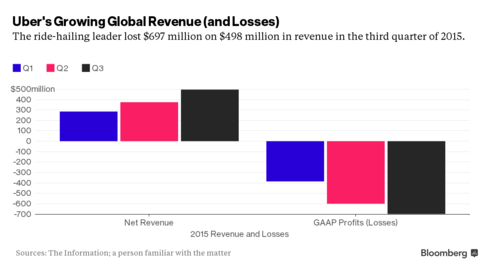 Uber's Growing Global Revenue (and Losses)
The ride-hailing leader lost $697 million on $498 million in revenue in the third quarter of 2015.
Q1 Q2 Q3
$500million
400
300
200
100
0
-100
-200
-300
-400
-500
-600
-700
Net Revenue GAAP Profits (Losses)
2015 Revenue and Losses
Sources: The Information; a person familiar with the matter
Bloomberg